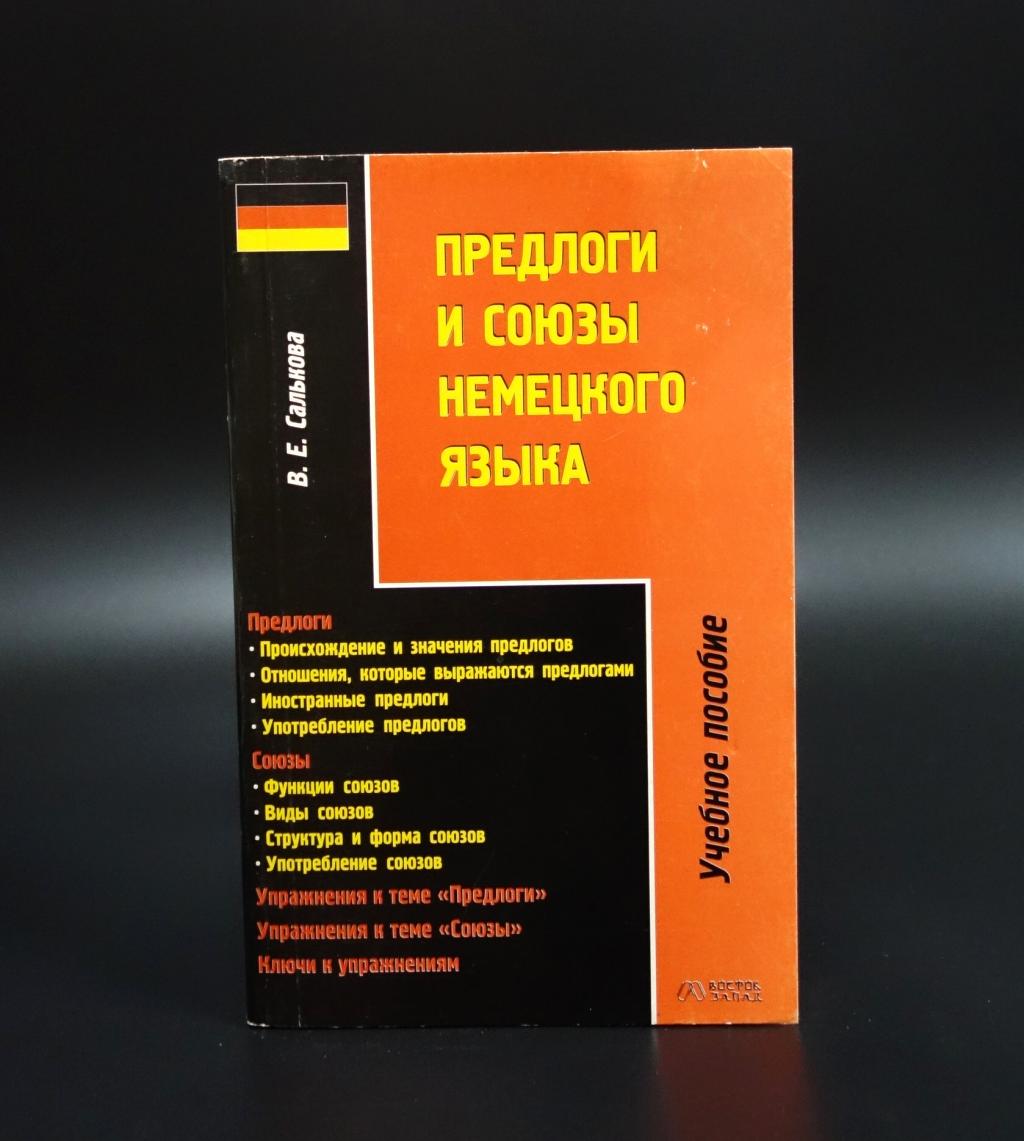 В. Е. Салькова
ПРЕДЛОГИ
И СОЮЗЫ
НЕМЕЦКОГО
ЯЗЫКА
Предлоги
• Происхождение и значения предлогов
• Отношения, которые выражаются предлогами
• Иностранные предлоги
• Употребление предлогов
Союзы
• Функции союзов
• Виды союзов
• Структура и форма союзов
• Употребление союзов
Упражнения к теме «Предлоги»
Упражнения к теме «Союзы»
Ключи к упражнениям
Учебное пособие
ВОСТОК
ЗАПАД